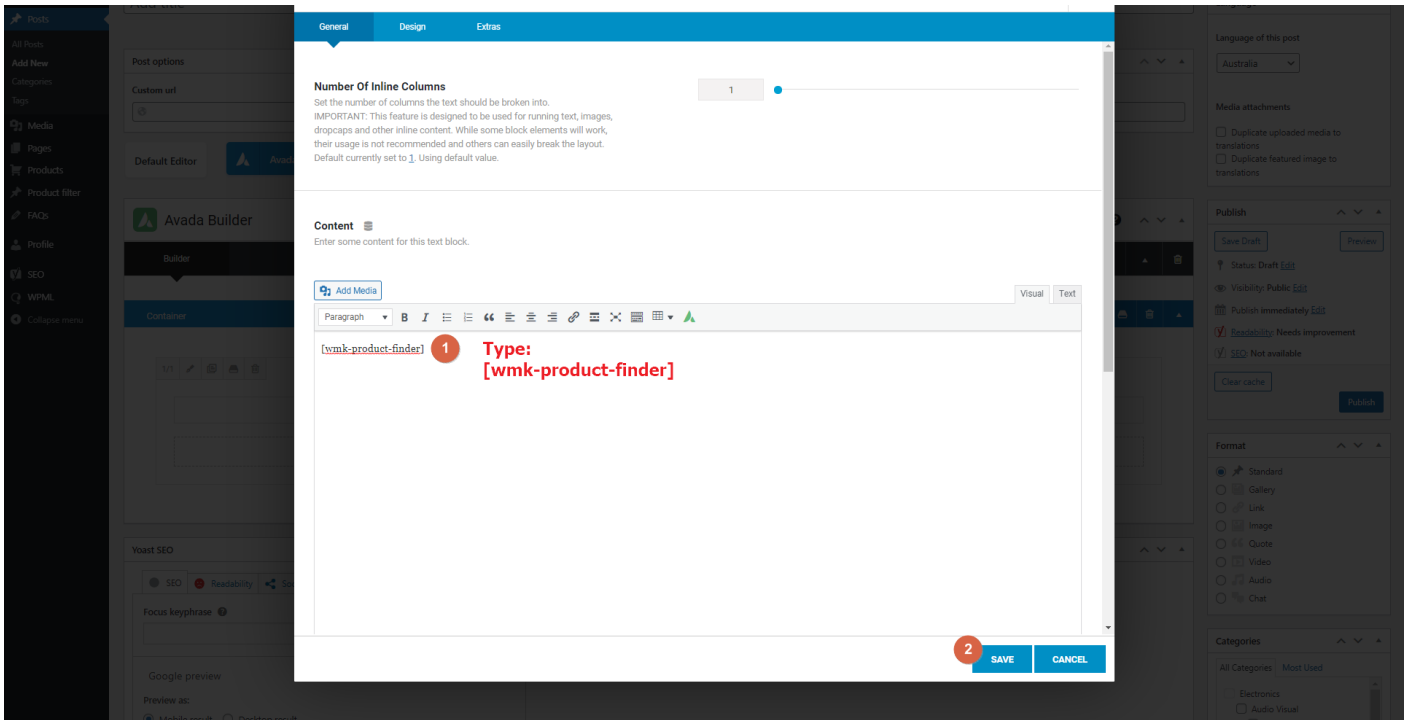 Add title
Posts
All Posts
Add New
Categories
Tags
Media
Pages
Products
Product filter
FAQs
Profile
SEO
WPML
Collapse menu
Post options
Custom url
Default Editor
Avada Builder
Builder
Container
1/1
Yoast SEO
SEO
Readability
Focus keyphrase
Google preview
Preview as:
General
Design
Extras
Number Of Inline Columns
Set the number of columns the text should be broken into.
IMPORTANT: This feature is designed to be used for running text, images,
dropcaps and other inline content. While some block elements will work,
their usage is not recommended and others can easily break the layout.
Default currently set to 1. Using default value.
1
Content
Enter some content for this text block.
Add Media
Visual
Text
Paragraph
B
I
[wmk-product-finder]
1
Type:
[wmk-product-finder]
2
SAVE
CANCEL
Language of this post
Australia
Media attachments
Duplicate uploaded media to
translations
Duplicate featured image to
translations
Publish
Save Draft
Preview
Status: Draft Edit
Visibility: Public Edit
Publish immediately Edit
Readability: Needs improvement
SEO: Not available
Clear cache
Publish
Format
Standard
Gallery
Link
Image
Quote
Video
Audio
Chat
Categories
All Categories
Most Used
Electronics
Audio Visual